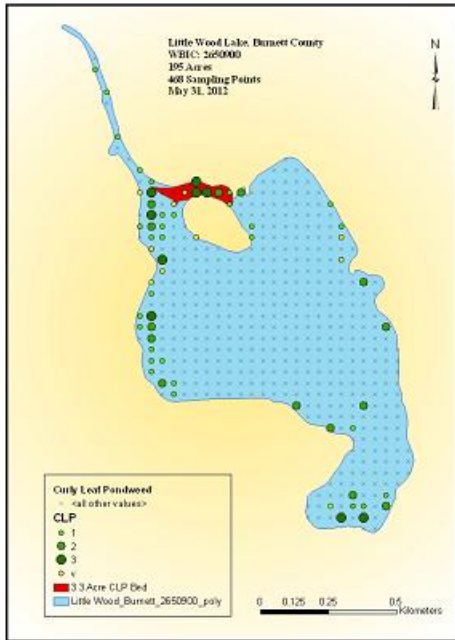 Little Wood Lake, Burnett County
WBIC: 2650900
195 Acres
468 Sampling Points
May 31, 2012
N
Curly Leaf Pondweed
<all other values>
CLP
1
2
3
v
3.3 Acre CLP Bed
Little Wood_Burnett_2650900_poly
0 0.125 0.25 0.5
Kilometers